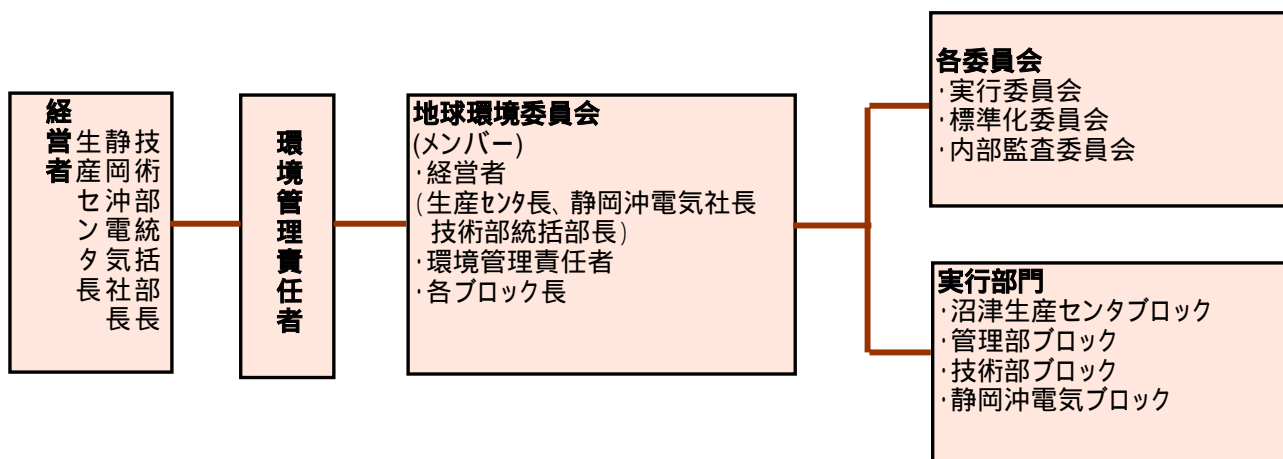 経営者
生産センタ長
静岡沖電気社長
技術部統括部長
環境管理責任者
地球環境委員会
(メンバー)
·経営者
(生産ｾﾝﾀ長、静岡沖電気社長
技術部統括部長)
·環境管理責任者
·各ブロック長
各委員会
·実行委員会
·標準化委員会
·内部監査委員会
実行部門
·沼津生産センタブロック
·管理部ブロック
·技術部ブロック
·静岡沖電気ブロック